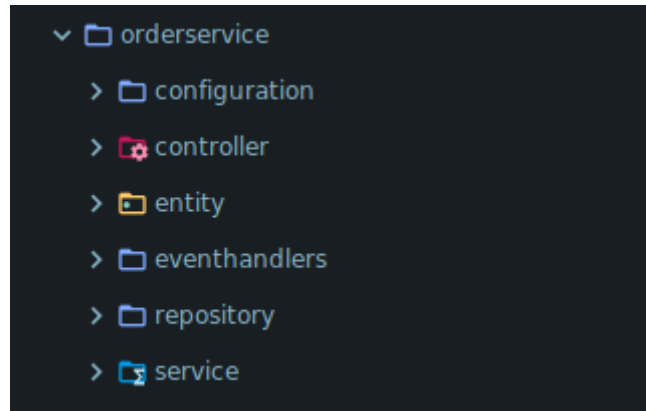 orderservice
configuration
controller
entity
eventhandlers
repository
service